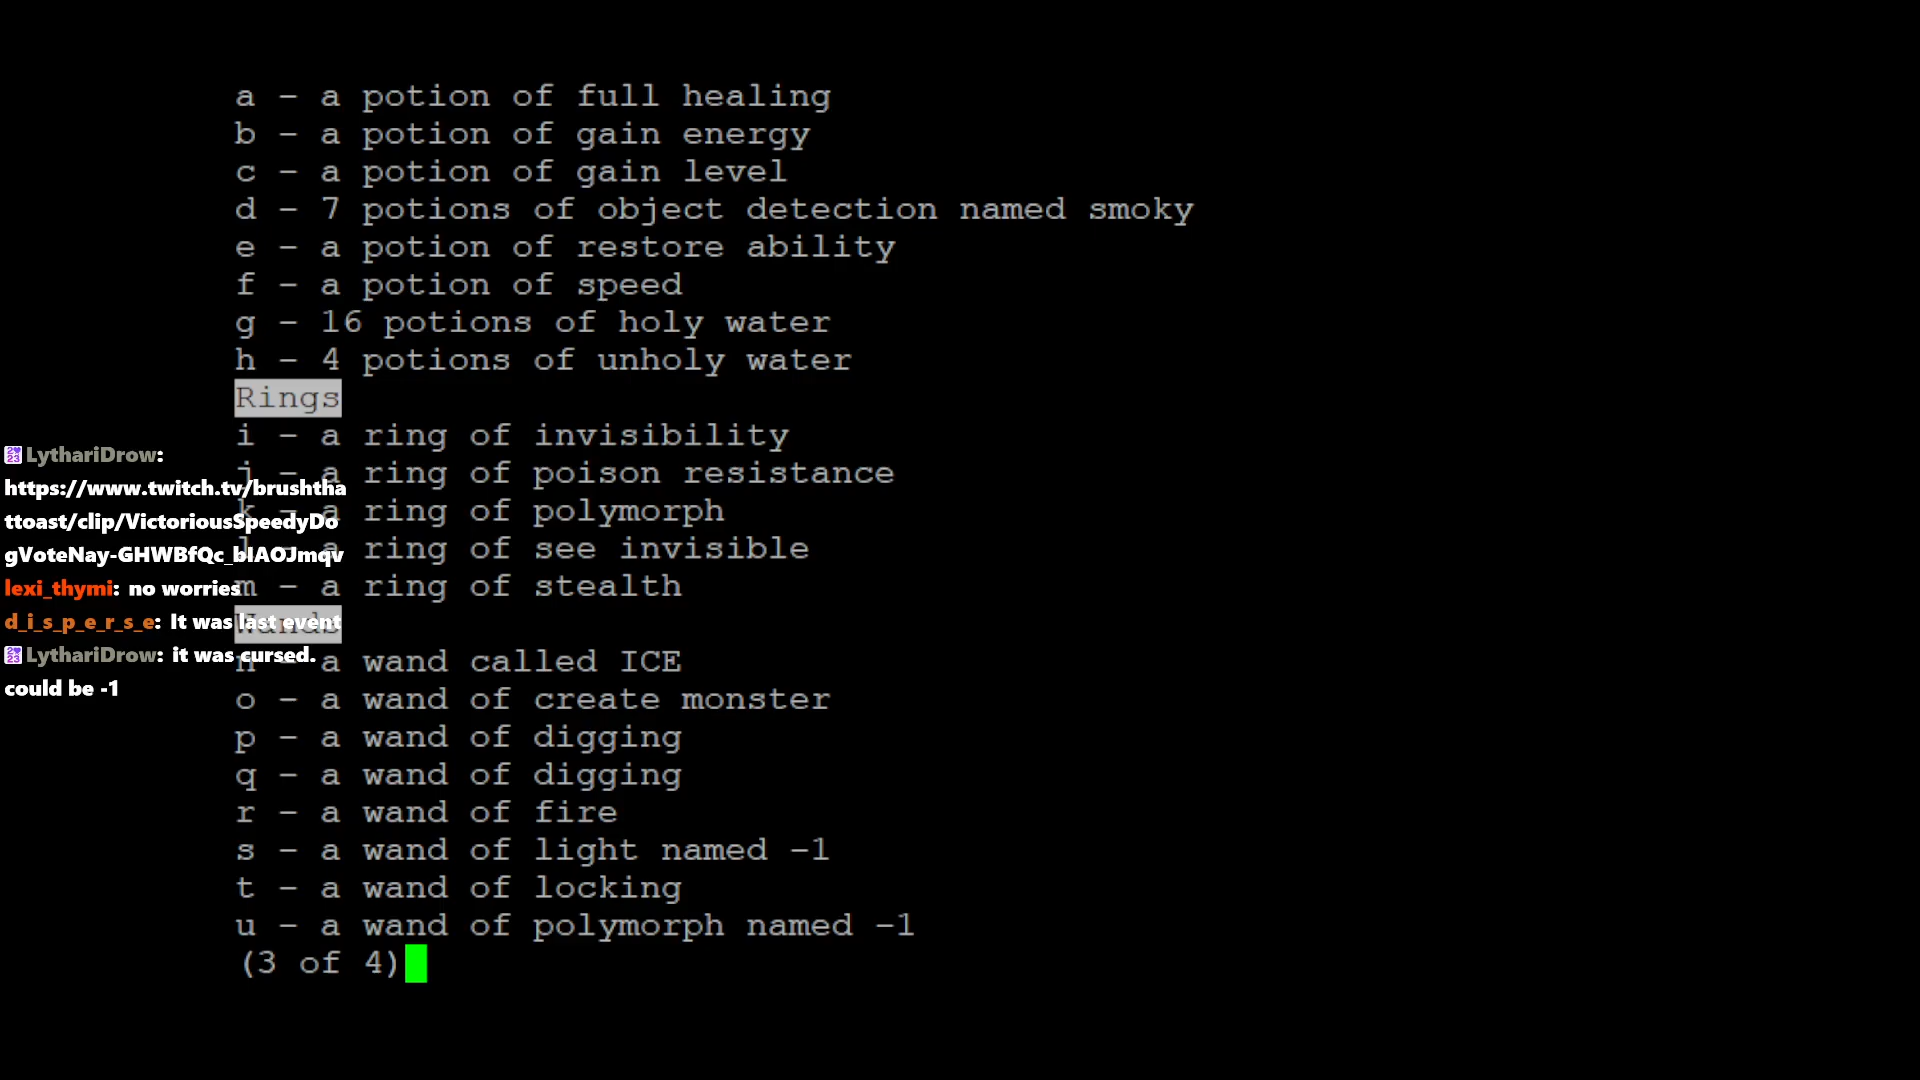 a - a potion of full healing
b - a potion of gain energy
c - a potion of gain level
d - 7 potions of object detection named smoky
e - a potion of restore ability
f - a potion of speed
g - 16 potions of holy water
h - 4 potions of unholy water
Rings
i - a ring of invisibility
j - a ring of poison resistance
k - a ring of polymorph
l - a ring of see invisible
m - a ring of stealth
Wands
n - a wand called ICE
o - a wand of create monster
p - a wand of digging
q - a wand of digging
r - a wand of fire
s - a wand of light named -1
t - a wand of locking
u - a wand of polymorph named -1
(3 of 4)
LythariDrow:
https://www.twitch.tv/brushtha
ttoast/clip/VictoriousSpeedyDo
gVoteNay-GHWBfQc_bIAOJmqv
lexi_thymi: no worries
d_i_s_p_e_r_s_e: It was last event
LythariDrow: it was cursed.
could be -1